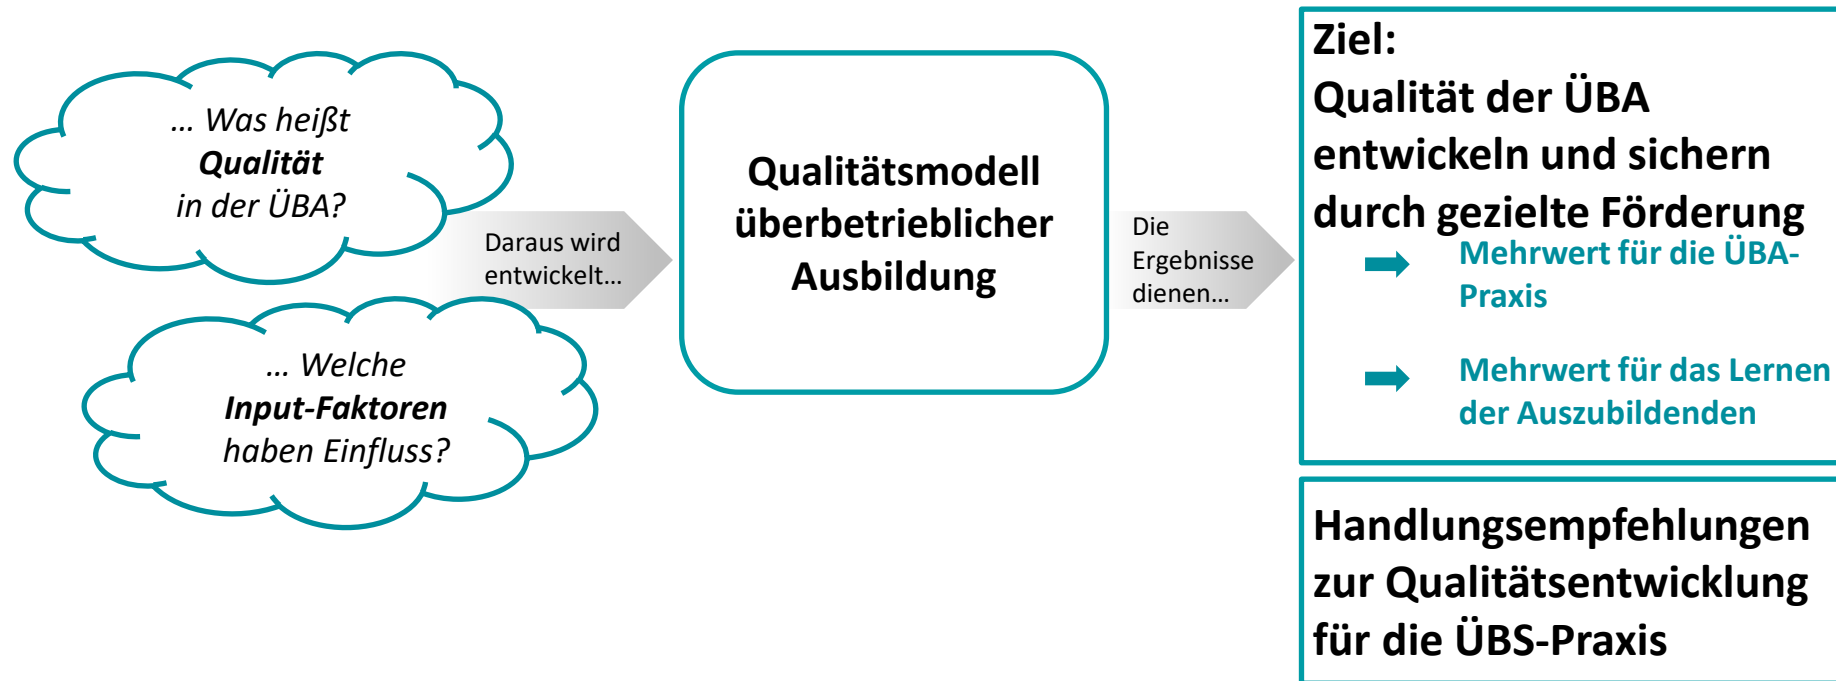 … Was heißt
Qualität
in der ÜBA?
… Welche
Input-Faktoren
haben Einfluss?
Daraus wird
entwickelt…
Qualitätsmodell
überbetrieblicher
Ausbildung
Die
Ergebnisse
dienen…
Ziel:
Qualität der ÜBA
entwickeln und sichern
durch gezielte Förderung
Mehrwert für die ÜBA-
Praxis
Mehrwert für das Lernen
der Auszubildenden
Handlungsempfehlungen
zur Qualitätsentwicklung
für die ÜBS-Praxis